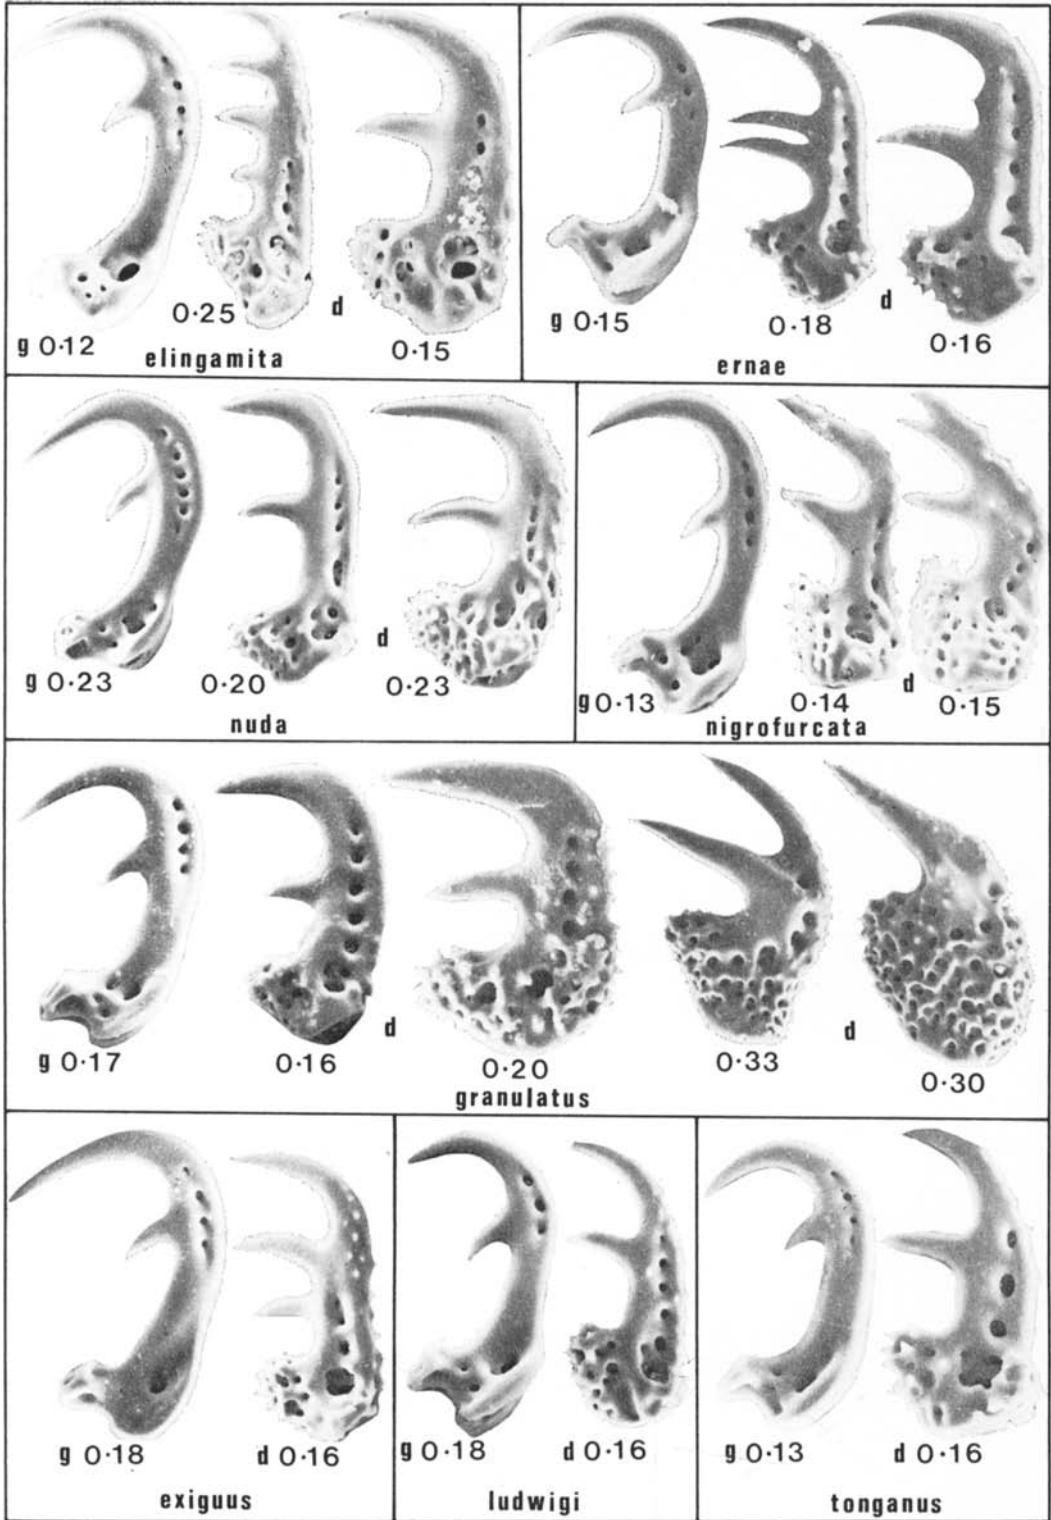 g 0·12
0·25
d
0·15
elingamita
g 0·15
0·18
d
0·16
ernae
g 0·23
0·20
d
0·23
nuda
g 0·13
0·14
d
0·15
nigrofurcata
g 0·17
0·16
d
0·20
0·33
d
0·30
granulatus
g 0·18
d 0·16
exiguus
g 0·18
d 0·16
ludwigi
g 0·13
d 0·16
tonganus